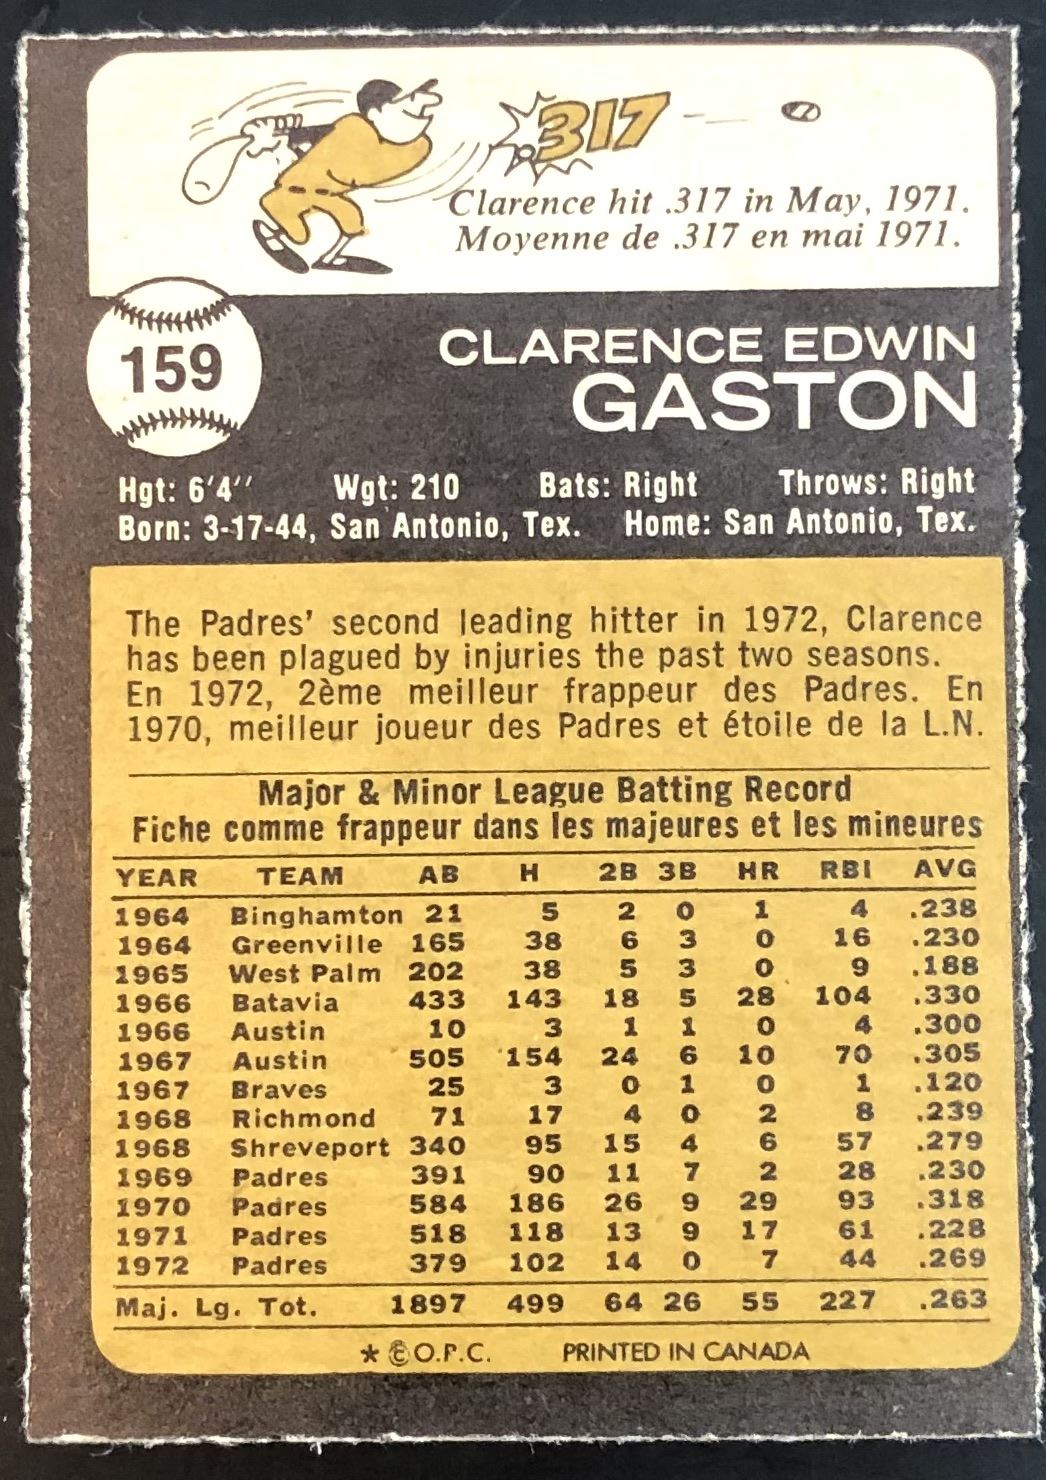 .317
Clarence hit .317 in May, 1971.
Moyenne de .317 en mai 1971.
159
CLARENCE EDWIN
GASTON
Hgt: 6'4'' Wgt: 210 Bats: Right Throws: Right
Born: 3-17-44, San Antonio, Tex. Home: San Antonio, Tex.
The Padres' second leading hitter in 1972, Clarence
has been plagued by injuries the past two seasons.
En 1972, 2ème meilleur frappeur des Padres. En
1970, meilleur joueur des Padres et étoile de la L.N.
Major & Minor League Batting Record
Fiche comme frappeur dans les majeures et les mineures
YEAR TEAM AB H 2B 3B HR RBI AVG
1964 Binghamton 21 5 2 0 1 4 .238
1964 Greenville 165 38 6 3 0 16 .230
1965 West Palm 202 38 5 3 0 9 .188
1966 Batavia 433 143 18 5 28 104 .330
1966 Austin 10 3 1 1 0 4 .300
1967 Austin 505 154 24 6 10 70 .305
1967 Braves 25 3 0 1 0 1 .120
1968 Richmond 71 17 4 0 2 8 .239
1968 Shreveport 340 95 15 4 6 57 .279
1969 Padres 391 90 11 7 2 28 .230
1970 Padres 584 186 26 9 29 93 .318
1971 Padres 518 118 13 9 17 61 .228
1972 Padres 379 102 14 0 7 44 .269
Maj. Lg. Tot. 1897 499 64 26 55 227 .263
* © O.P.C. PRINTED IN CANADA